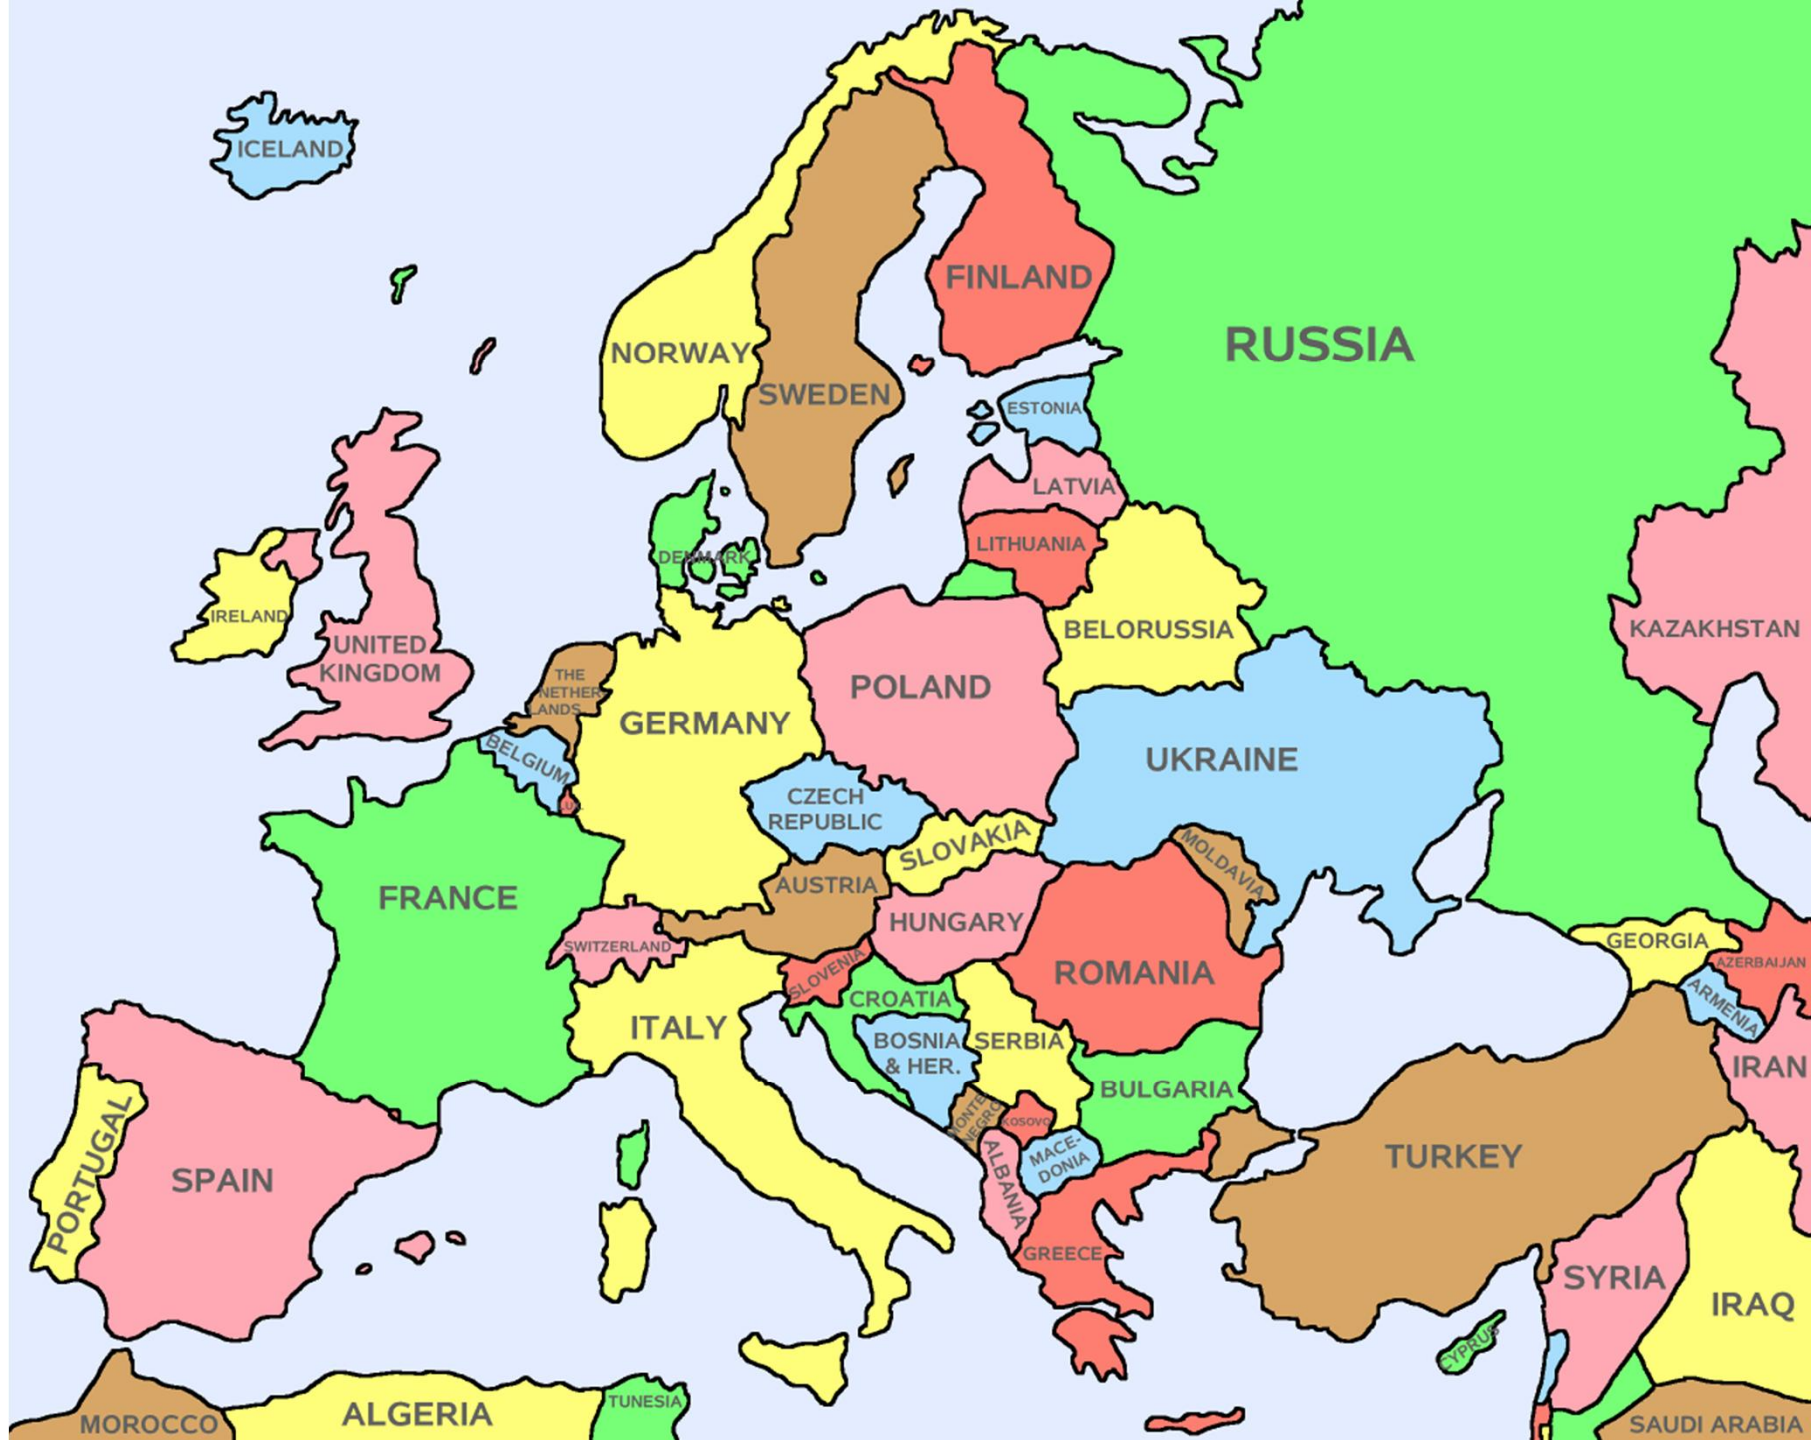 ICELAND
FINLAND
RUSSIA
NORWAY
SWEDEN
ESTONIA
LATVIA
LITHUANIA
DENMARK
IRELAND
UNITED
KINGDOM
BELORUSSIA
KAZAKHSTAN
THE
NETHER
LANDS
POLAND
GERMANY
BELGIUM
UKRAINE
LUX.
CZECH
REPUBLIC
SLOVAKIA
MOLDAVIA
AUSTRIA
FRANCE
HUNGARY
SWITZERLAND
GEORGIA
AZERBAIJAN
SLOVENIA
ROMANIA
CROATIA
ARMENIA
ITALY
BOSNIA
& HER.
SERBIA
IRAN
BULGARIA
MONTE
NEGRO
KOSOVO
MACE-
DONIA
PORTUGAL
SPAIN
ALBANIA
TURKEY
GREECE
SYRIA
IRAQ
CYPRUS
MOROCCO
ALGERIA
TUNESIA
SAUDI ARABIA